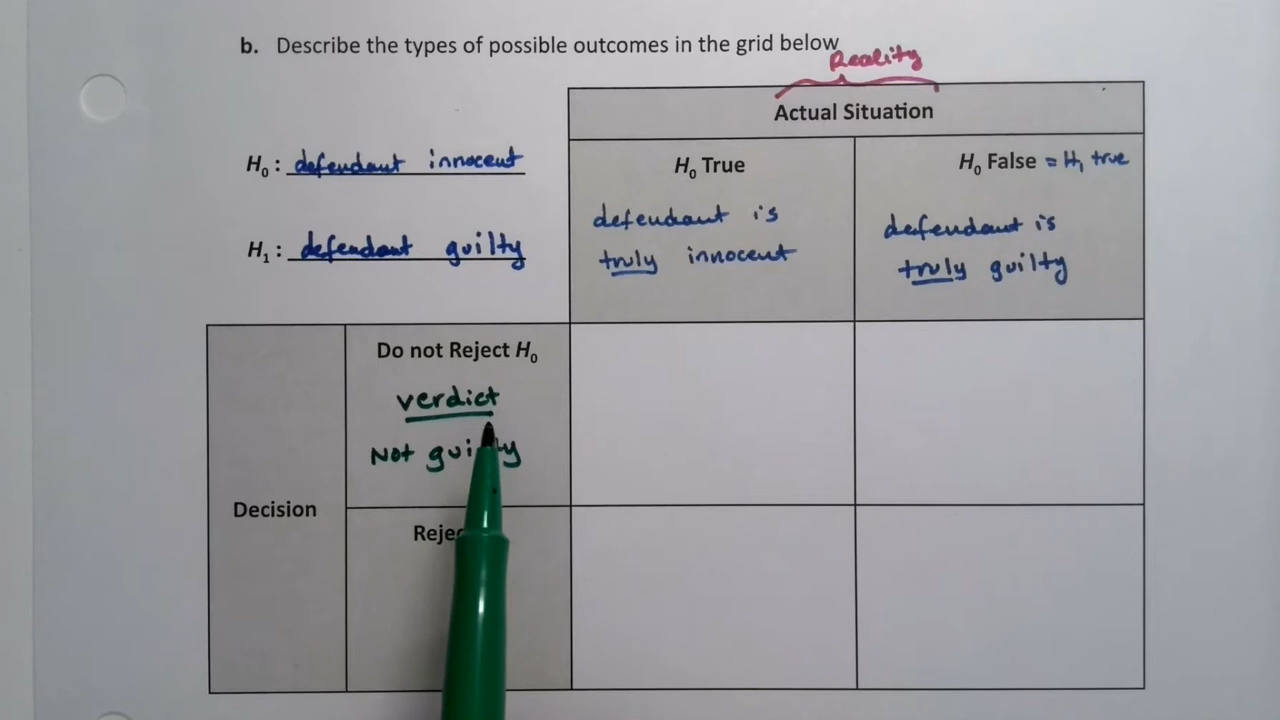 b. Describe the types of possible outcomes in the grid below
Reality
Actual Situation
H₀: defendant innocent
H₁: defendant guilty
H₀ True
defendant is
truly innocent
H₀ False = H₁ true
defendant is
truly guilty
Decision
Do not Reject H₀
verdict
Not guilty